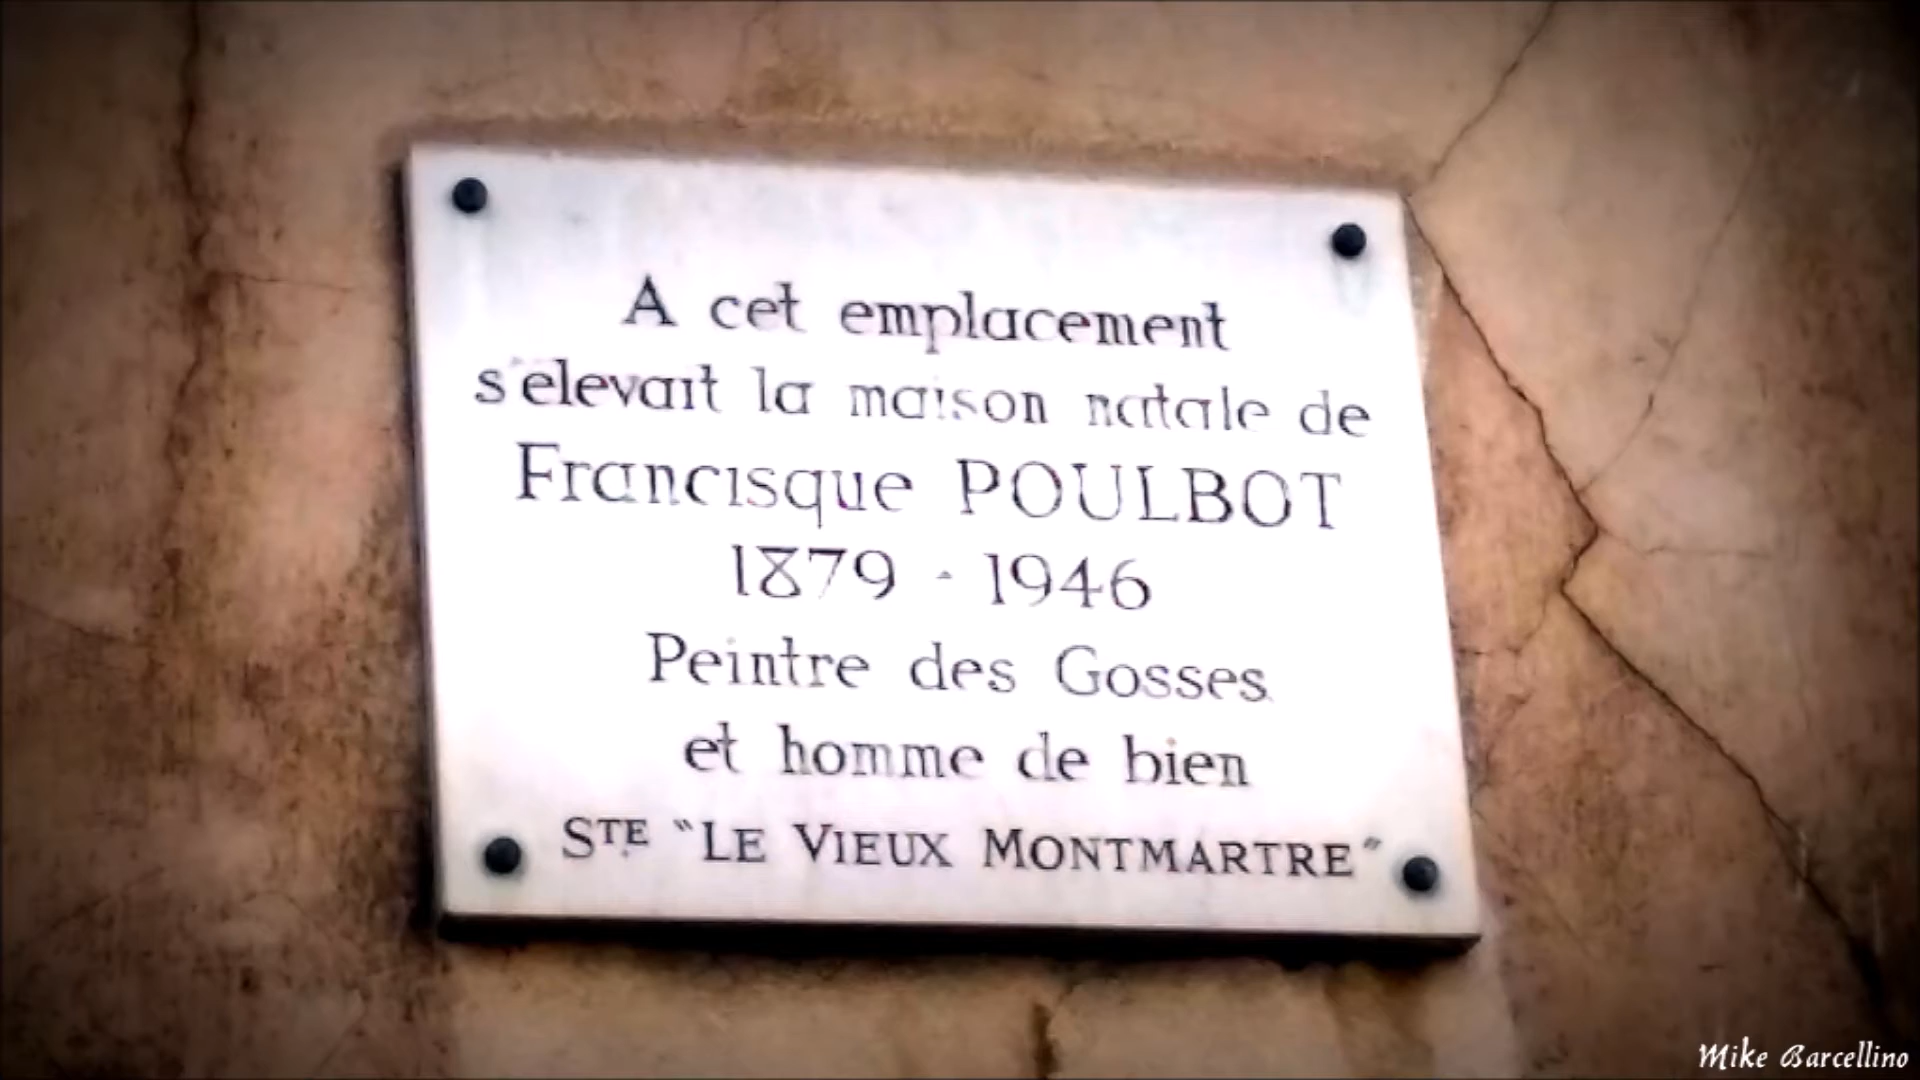 A cet emplacement
s'élevait la maison natale de
Francisque POULBOT
1879 - 1946
Peintre des Gosses
et homme de bien
STE "LE VIEUX MONTMARTRE"
Mike Barcellino